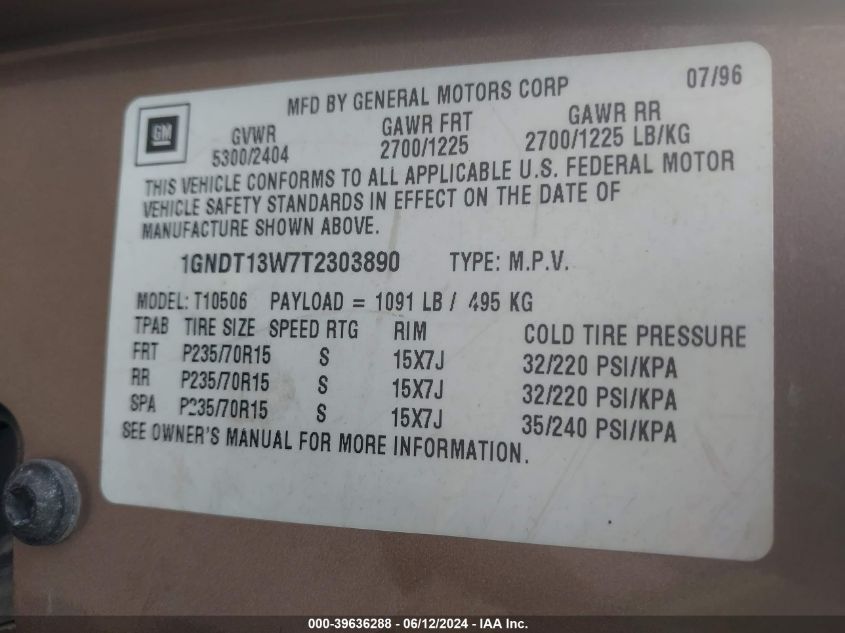 MFD BY GENERAL MOTORS CORP 07/96
GM
GVWR GAWR FRT GAWR RR
5300/2404 2700/1225 2700/1225 LB/KG
THIS VEHICLE CONFORMS TO ALL APPLICABLE U.S. FEDERAL MOTOR
VEHICLE SAFETY STANDARDS IN EFFECT ON THE DATE OF
MANUFACTURE SHOWN ABOVE.
1GNDT13W7T2303890 TYPE: M.P.V.
MODEL: T10506 PAYLOAD = 1091 LB / 495 KG
TPAB TIRE SIZE SPEED RTG RIM COLD TIRE PRESSURE
FRT P235/70R15 S 15X7J 32/220 PSI/KPA
RR P235/70R15 S 15X7J 32/220 PSI/KPA
SPA P235/70R15 S 15X7J 35/240 PSI/KPA
SEE OWNER'S MANUAL FOR MORE INFORMATION.
000-39636288 - 06/12/2024 - IAA Inc.